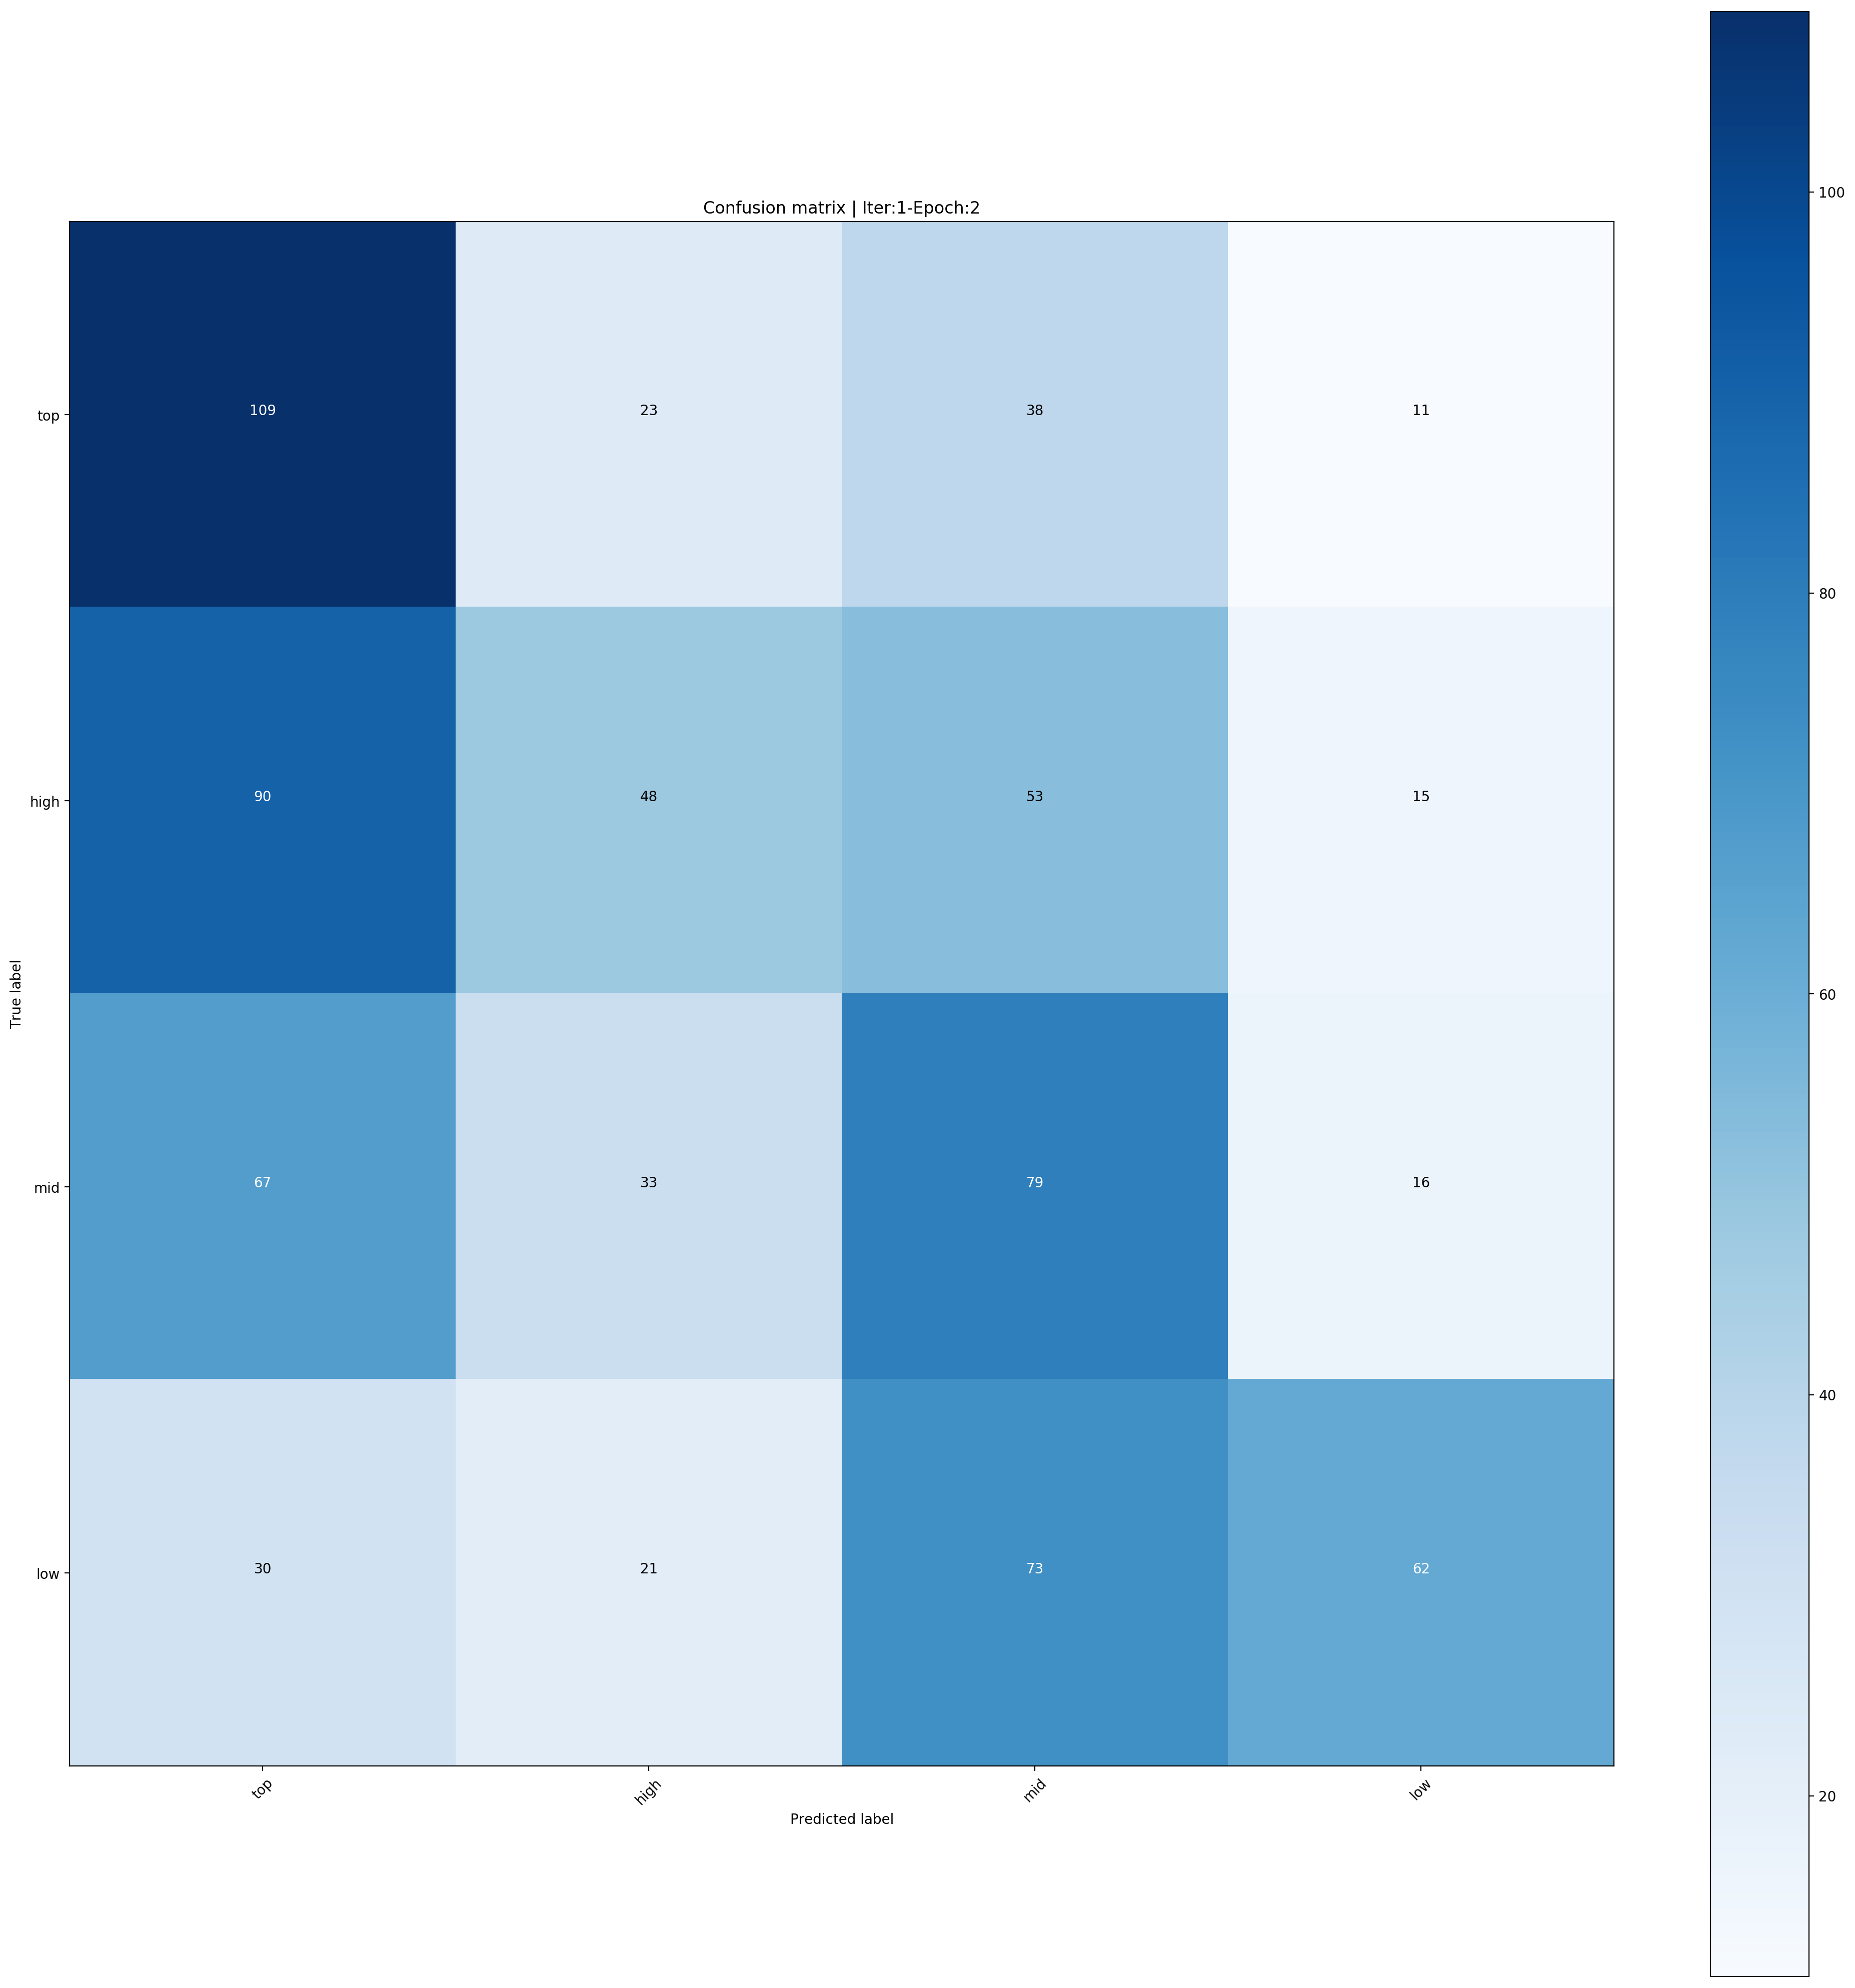 Confusion matrix | Iter:1-Epoch:2
100
80
60
40
20
True label
top
109 23 38 11
high
90 48 53 15
mid
67 33 79 16
low
30 21 73 62
top high mid low
Predicted label